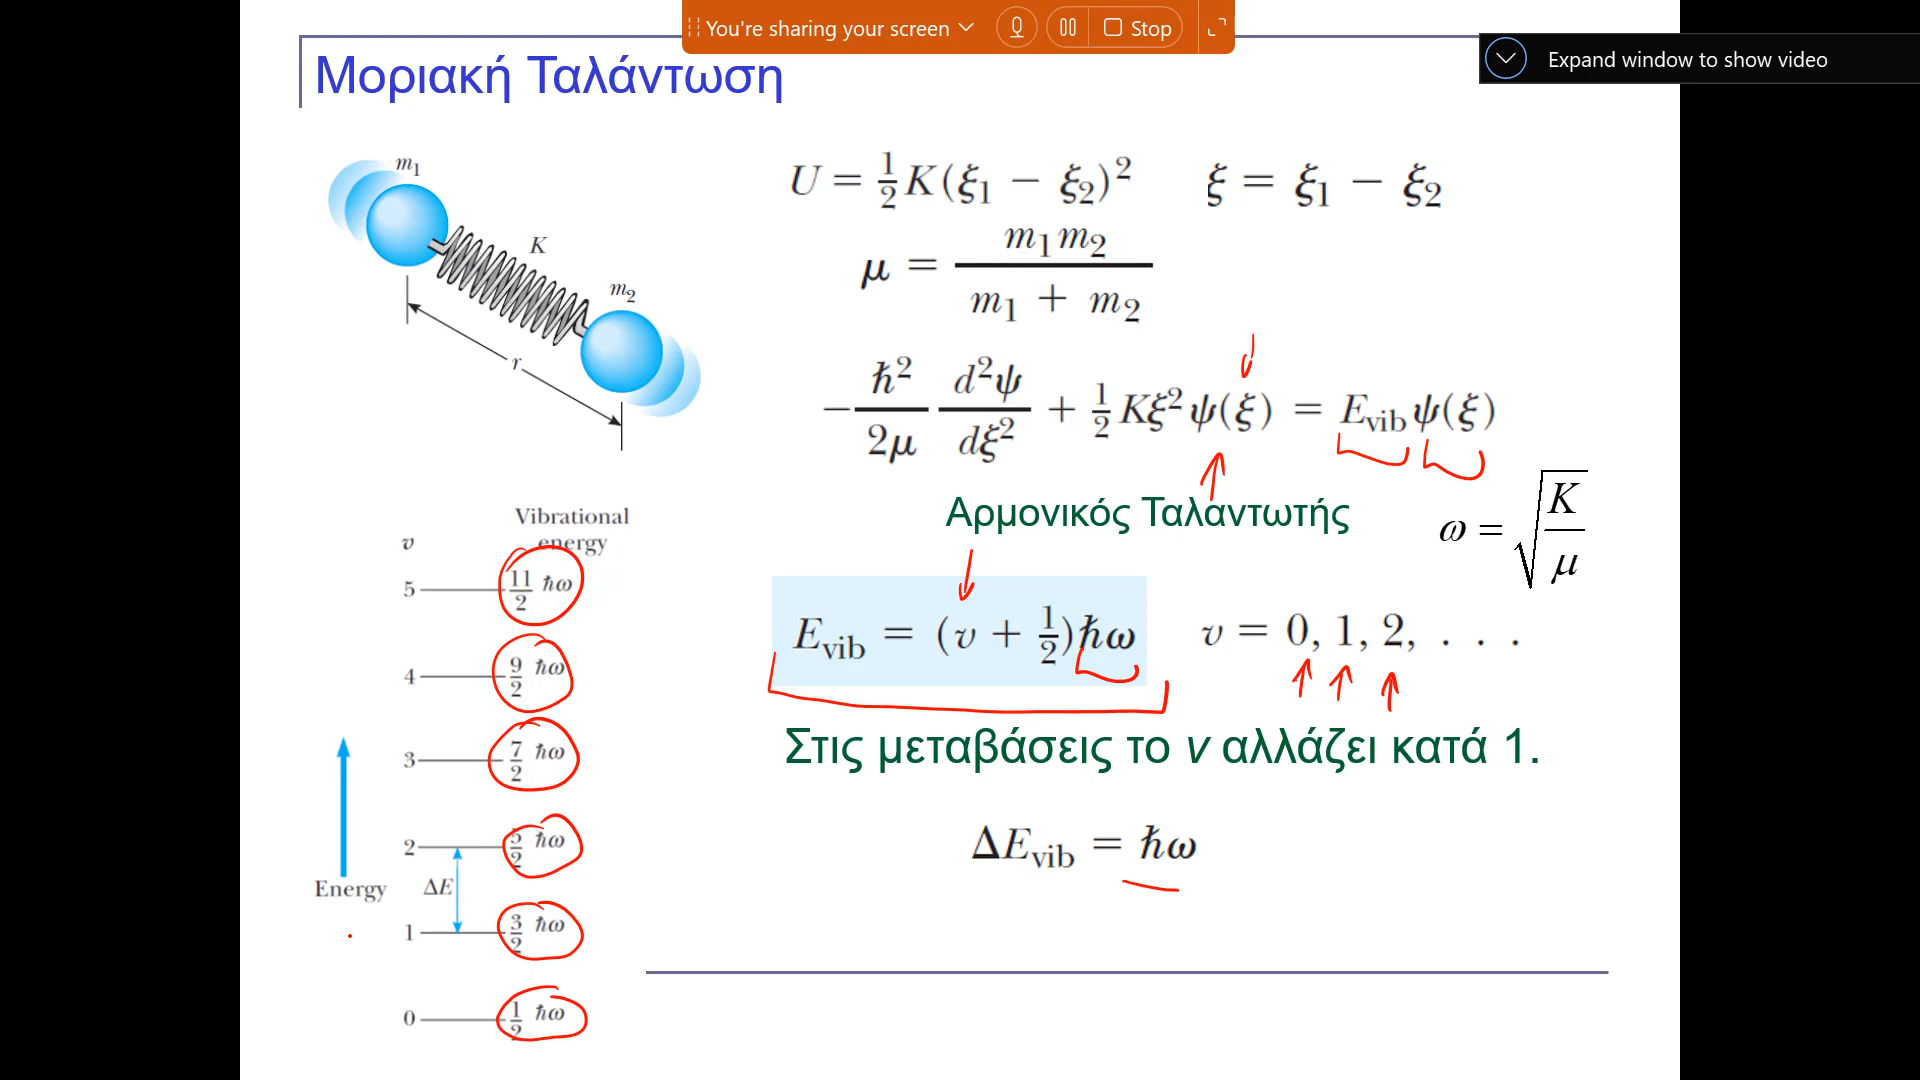 You're sharing your screen
Stop
Expand window to show video
Μοριακή Ταλάντωση
m₁
K
m₂
r
U = ½K(ξ₁ − ξ₂)²
ξ = ξ₁ − ξ₂
μ = m₁m₂ / (m₁ + m₂)
−ħ²/2μ d²ψ/dξ² + ½Kξ²ψ(ξ) = E_vib ψ(ξ)
Αρμονικός Ταλαντωτής
ω = √(K/μ)
E_vib = (v + ½)ħω
v = 0, 1, 2, . . .
Στις μεταβάσεις το v αλλάζει κατά 1.
ΔE_vib = ħω
Vibrational
v energy
5 11/2 ħω
4 9/2 ħω
3 7/2 ħω
2 5/2 ħω
Energy ΔE
1 3/2 ħω
0 1/2 ħω